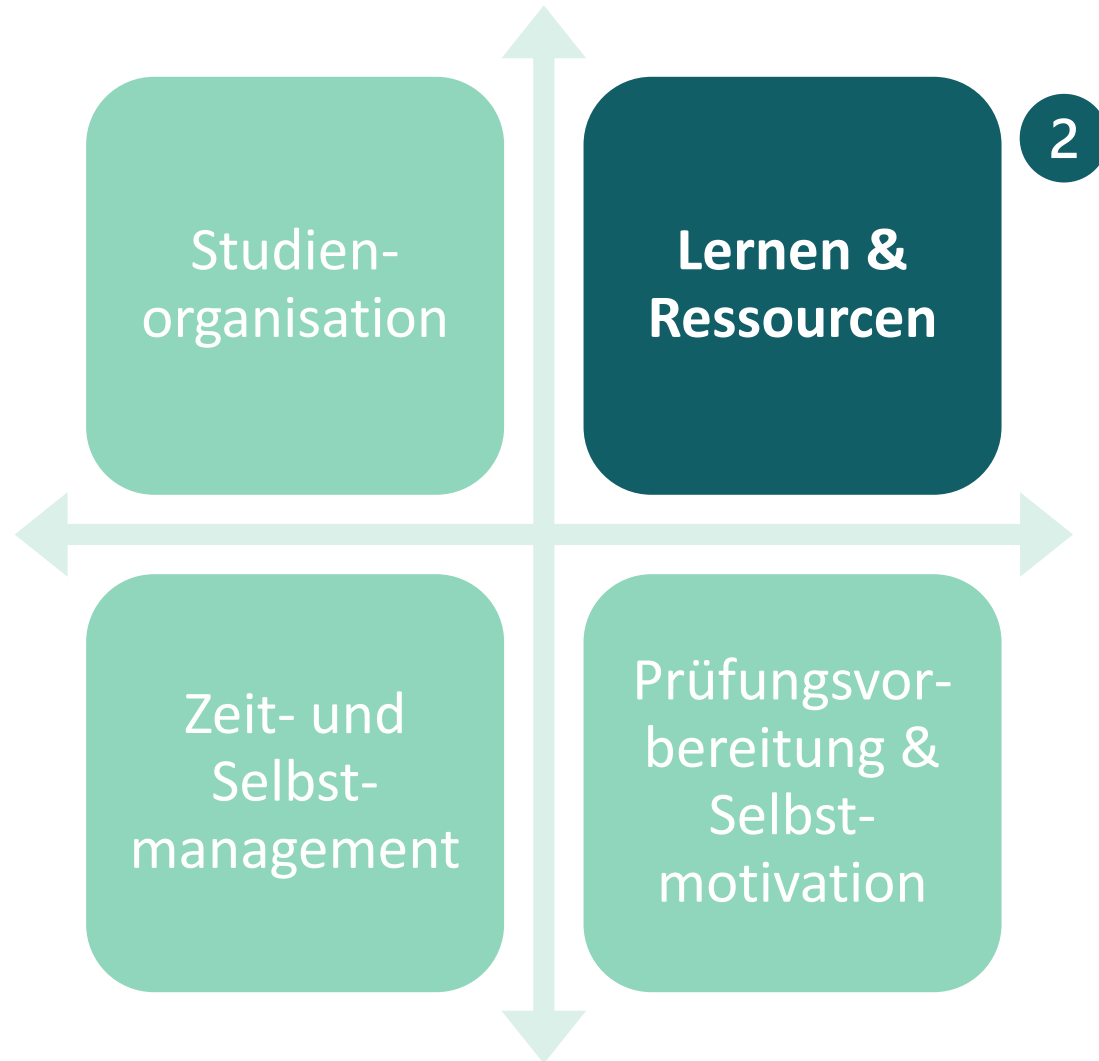 Studien-
organisation
Lernen &
Ressourcen
2
Zeit- und
Selbst-
management
Prüfungsvor-
bereitung &
Selbst-
motivation